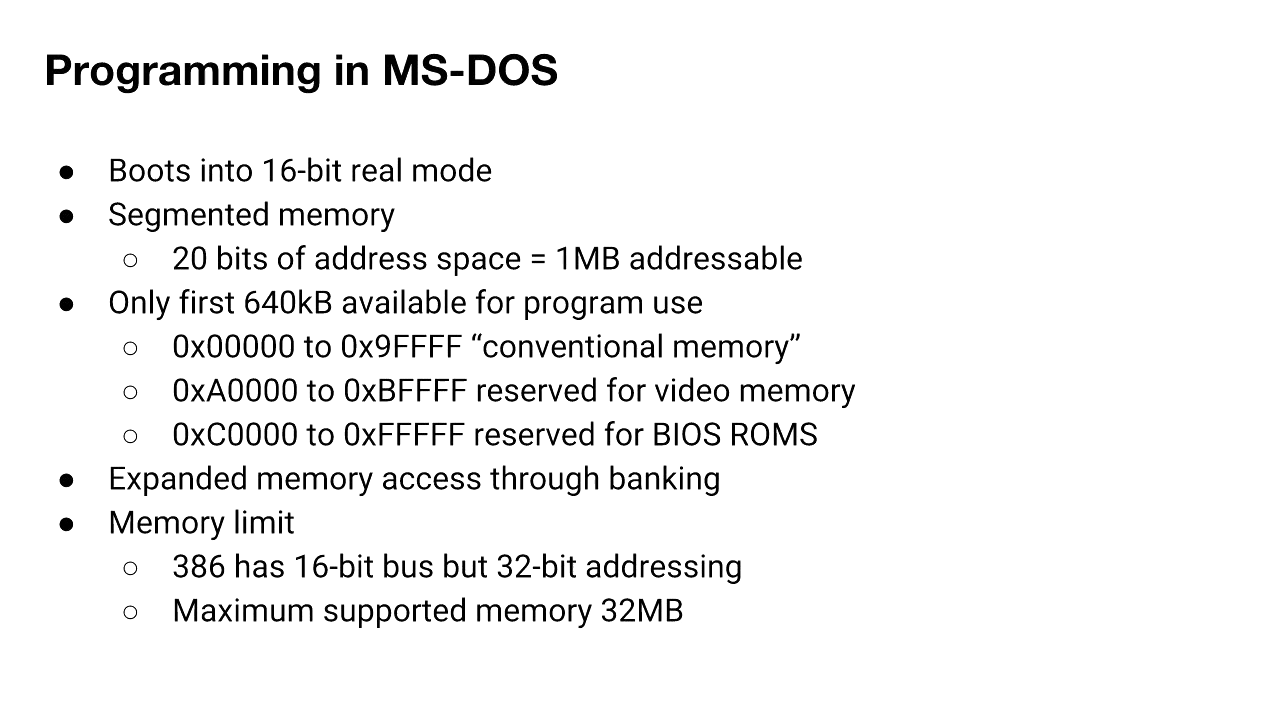 Programming in MS-DOS
● Boots into 16-bit real mode
● Segmented memory
○ 20 bits of address space = 1MB addressable
● Only first 640kB available for program use
○ 0x00000 to 0x9FFFF “conventional memory”
○ 0xA0000 to 0xBFFFF reserved for video memory
○ 0xC0000 to 0xFFFFF reserved for BIOS ROMS
● Expanded memory access through banking
● Memory limit
○ 386 has 16-bit bus but 32-bit addressing
○ Maximum supported memory 32MB